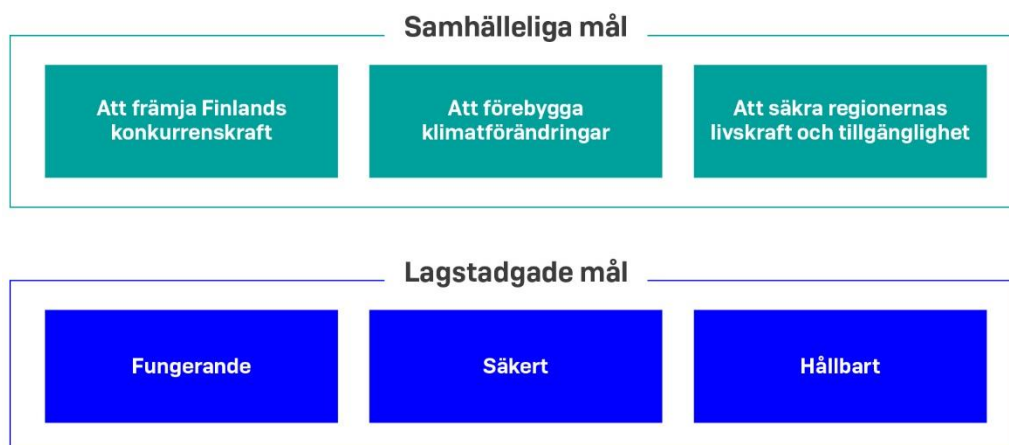 Samhälleliga mål
Att främja Finlands
konkurrenskraft
Att förebygga
klimatförändringar
Att säkra regionernas
livskraft och tillgänglighet
Lagstadgade mål
Fungerande
Säkert
Hållbart